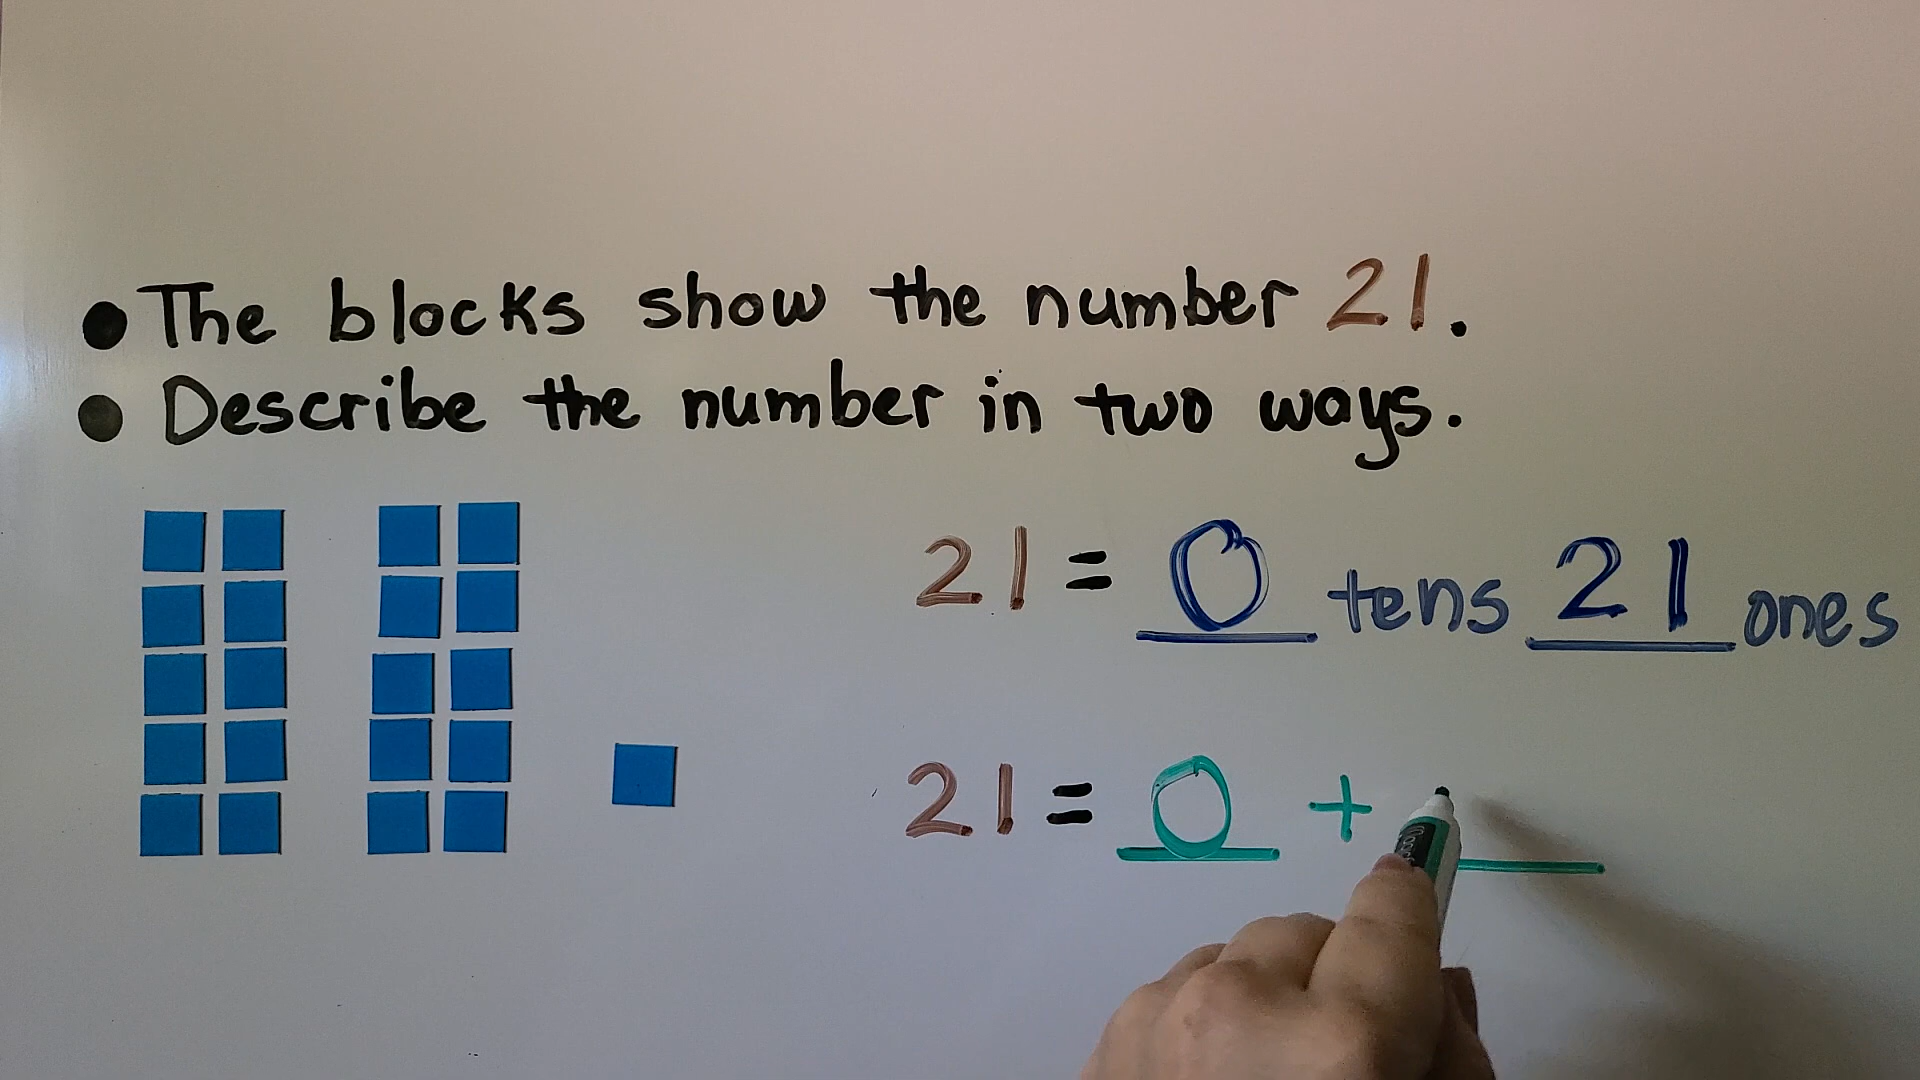 • The blocks show the number 21.
• Describe the number in two ways.
21 = 0 tens 21 ones
21 = 0 +